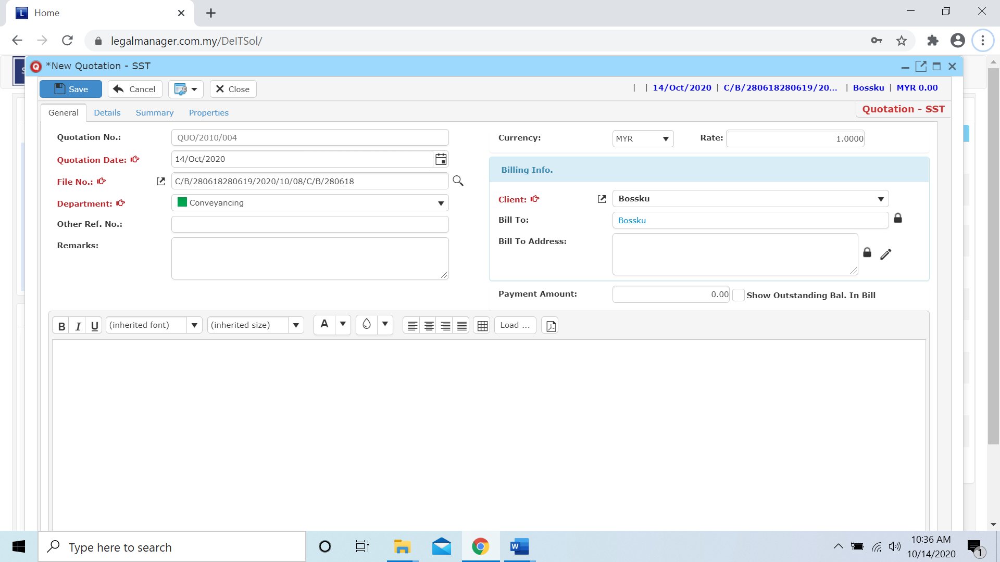 Home
legalmanager.com.my/DelTSol/
*New Quotation - SST
Save Cancel Close
| | 14/Oct/2020 | C/B/280618280619/20... | Bossku | MYR 0.00
General Details Summary Properties
Quotation - SST
Quotation No.: QUO/2010/004
Quotation Date: 14/Oct/2020
File No.: C/B/280618280619/2020/10/08/C/B/280618
Department: Conveyancing
Other Ref. No.:
Remarks:
Currency: MYR Rate: 1.0000
Billing Info.
Client: Bossku
Bill To: Bossku
Bill To Address:
Payment Amount: 0.00 Show Outstanding Bal. In Bill
B I U (inherited font) (inherited size) A Load ...
Type here to search
10:36 AM
10/14/2020
1